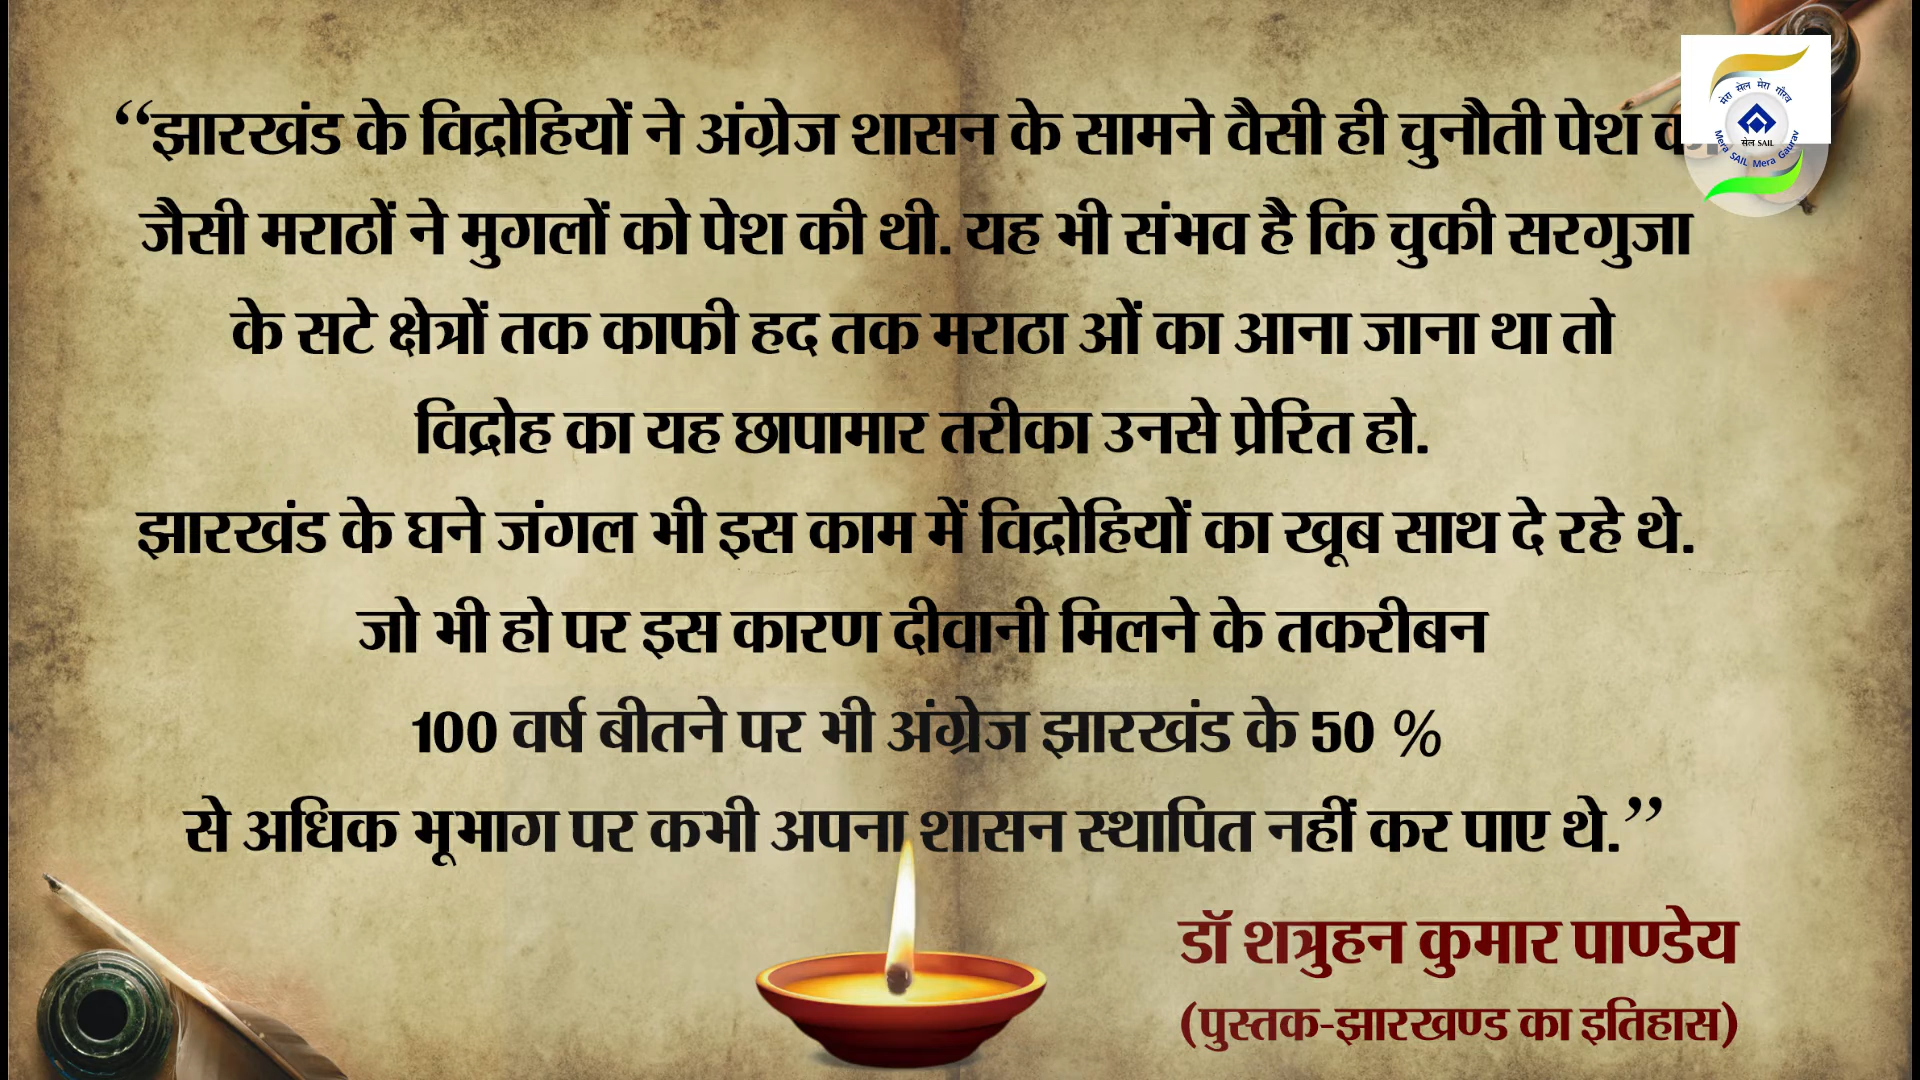 “झारखंड के विद्रोहियों ने अंग्रेज शासन के सामने वैसी ही चुनौती पेश
जैसी मराठों ने मुगलों को पेश की थी. यह भी संभव है कि चुकी सरगुजा
के सटे क्षेत्रों तक काफी हद तक मराठा ओं का आना जाना था तो
विद्रोह का यह छापामार तरीका उनसे प्रेरित हो.
झारखंड के घने जंगल भी इस काम में विद्रोहियों का खूब साथ दे रहे थे.
जो भी हो पर इस कारण दीवानी मिलने के तकरीबन
100 वर्ष बीतने पर भी अंग्रेज झारखंड के 50 %
से अधिक भूभाग पर कभी अपना शासन स्थापित नहीं कर पाए थे.”
डॉ शत्रुहन कुमार पाण्डेय
(पुस्तक-झारखण्ड का इतिहास)
मेरा सेल मेरा गौरव
सेल SAIL
Mera SAIL Mera Gaurav